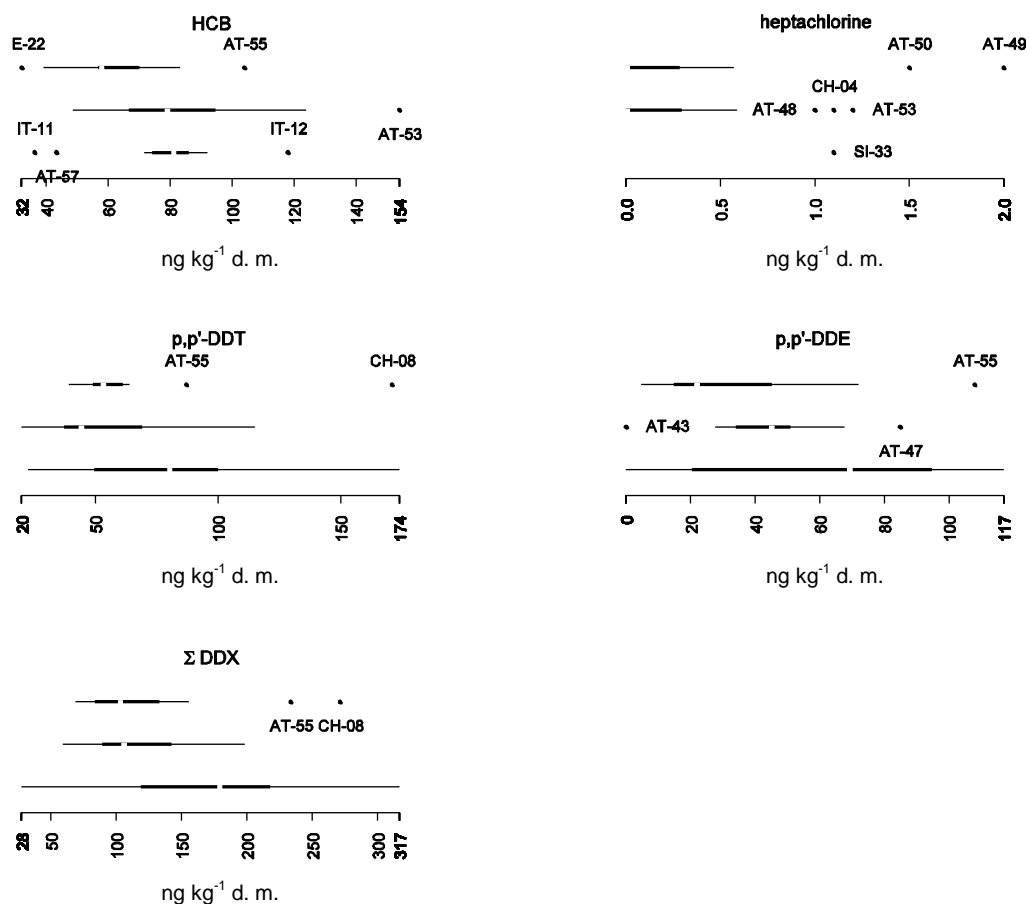 HCB
E-22
AT-55
IT-11
IT-12
AT-53
AT-57
32 40 60 80 100 120 140 154
ng kg⁻¹ d. m.
heptachlorine
AT-50 AT-49
CH-04
AT-48 AT-53
SI-33
0.0 0.5 1.0 1.5 2.0
ng kg⁻¹ d. m.
p,p'-DDT
AT-55 CH-08
20 50 100 150 174
ng kg⁻¹ d. m.
p,p'-DDE
AT-55
AT-43
AT-47
0 20 40 60 80 100 117
ng kg⁻¹ d. m.
Σ DDX
AT-55 CH-08
28 50 100 150 200 250 300 317
ng kg⁻¹ d. m.